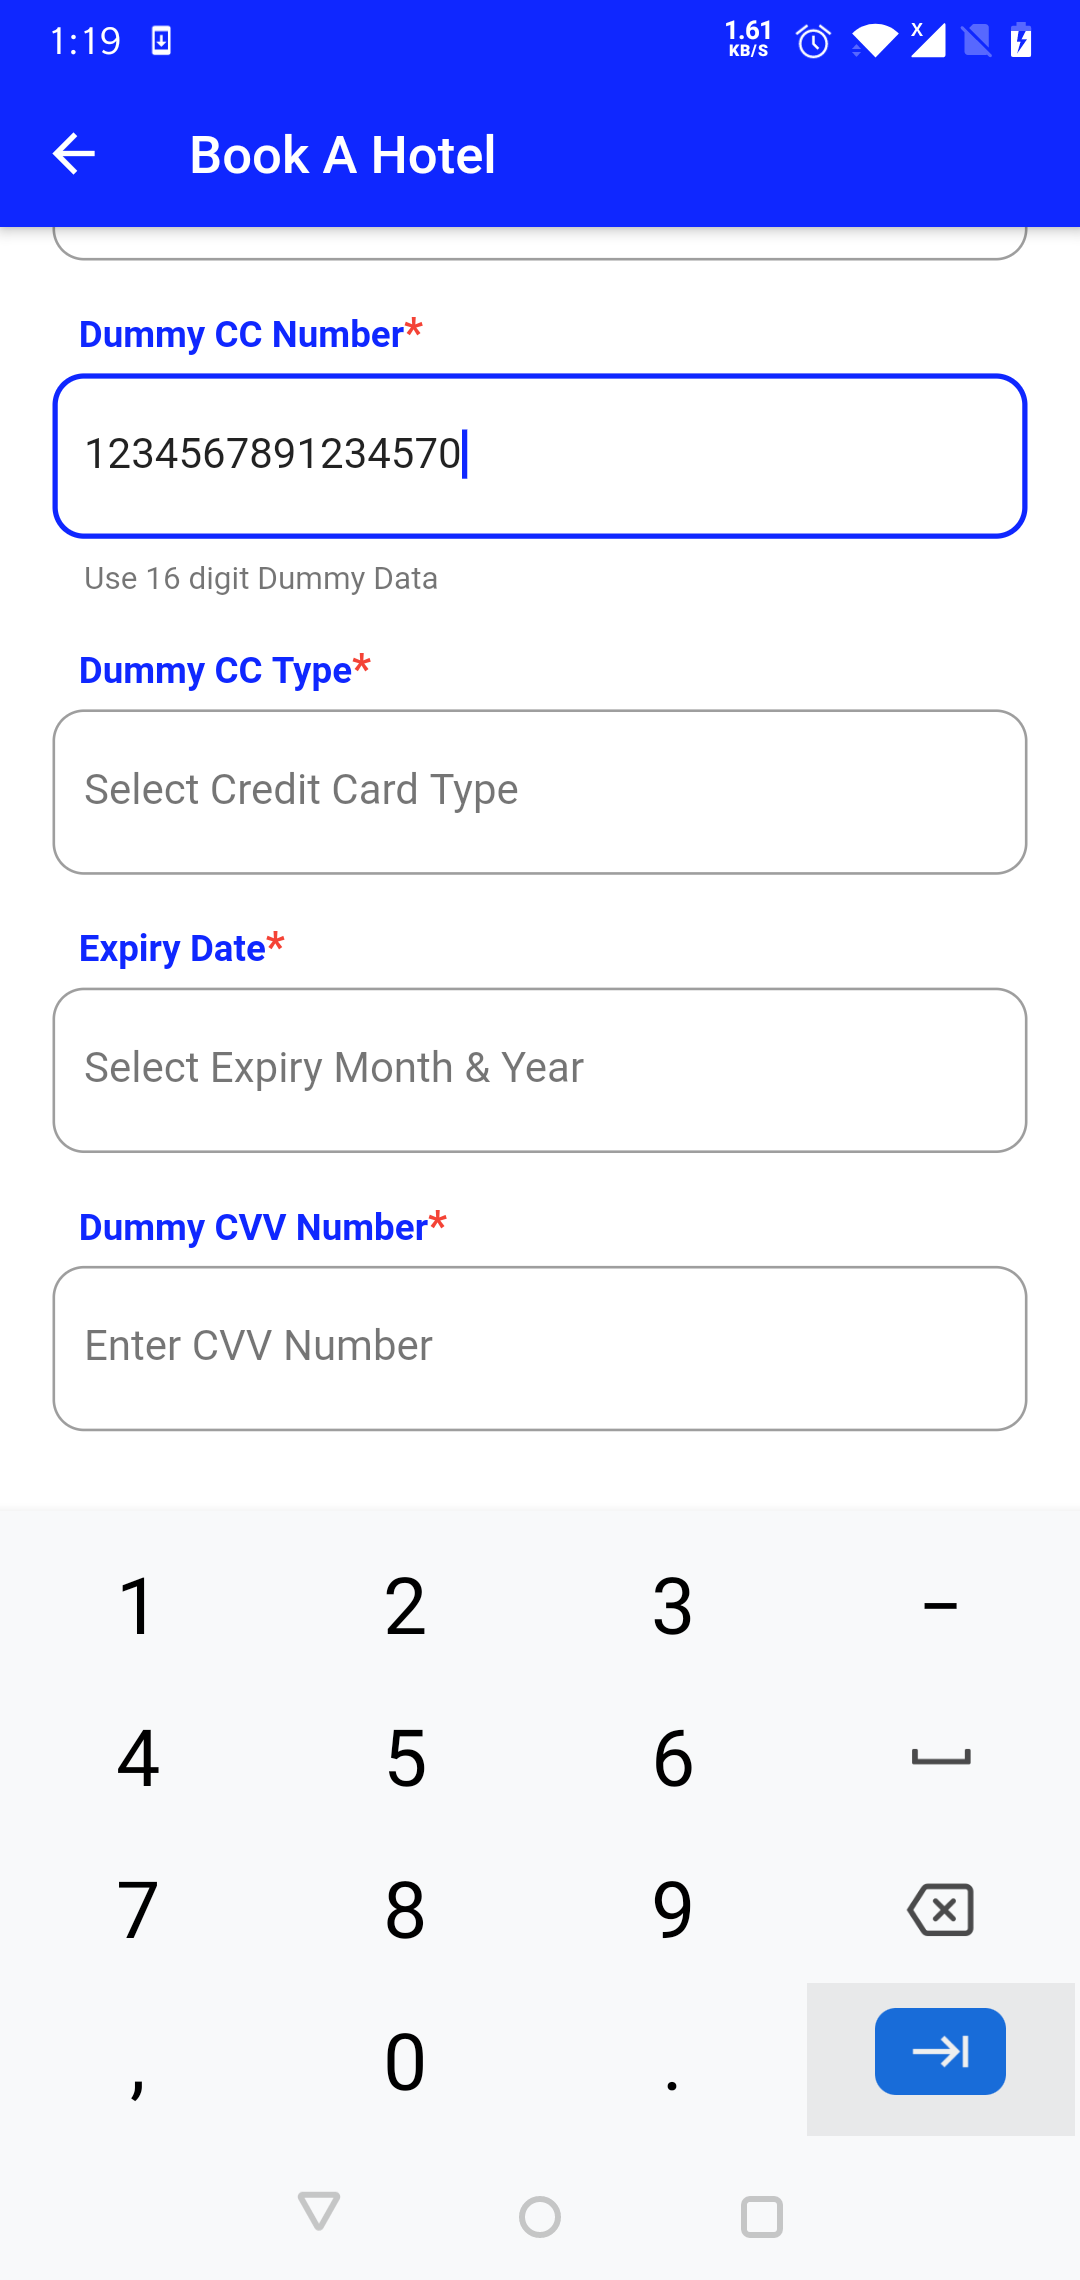 1:19
1.61
KB/S
X
Book A Hotel
Dummy CC Number*
1234567891234570
Use 16 digit Dummy Data
Dummy CC Type*
Select Credit Card Type
Expiry Date*
Select Expiry Month & Year
Dummy CVV Number*
Enter CVV Number
1 2 3 –
4 5 6
7 8 9
, 0 .